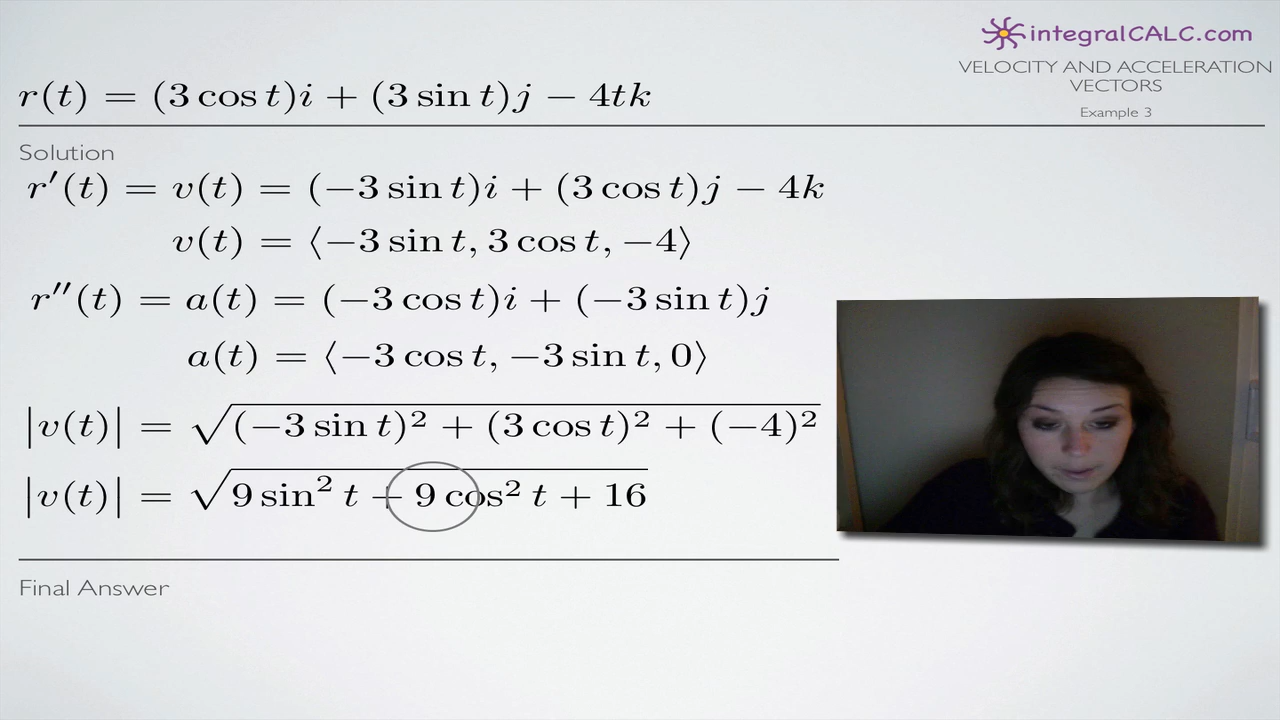 integralCALC.com
VELOCITY AND ACCELERATION
VECTORS
Example 3
r(t) = (3 cos t)i + (3 sin t)j − 4tk
Solution
r′(t) = v(t) = (−3 sin t)i + (3 cos t)j − 4k
v(t) = ⟨−3 sin t, 3 cos t, −4⟩
r″(t) = a(t) = (−3 cos t)i + (−3 sin t)j
a(t) = ⟨−3 cos t, −3 sin t, 0⟩
|v(t)| = √((−3 sin t)² + (3 cos t)² + (−4)²)
|v(t)| = √(9 sin² t + 9 cos² t + 16)
Final Answer